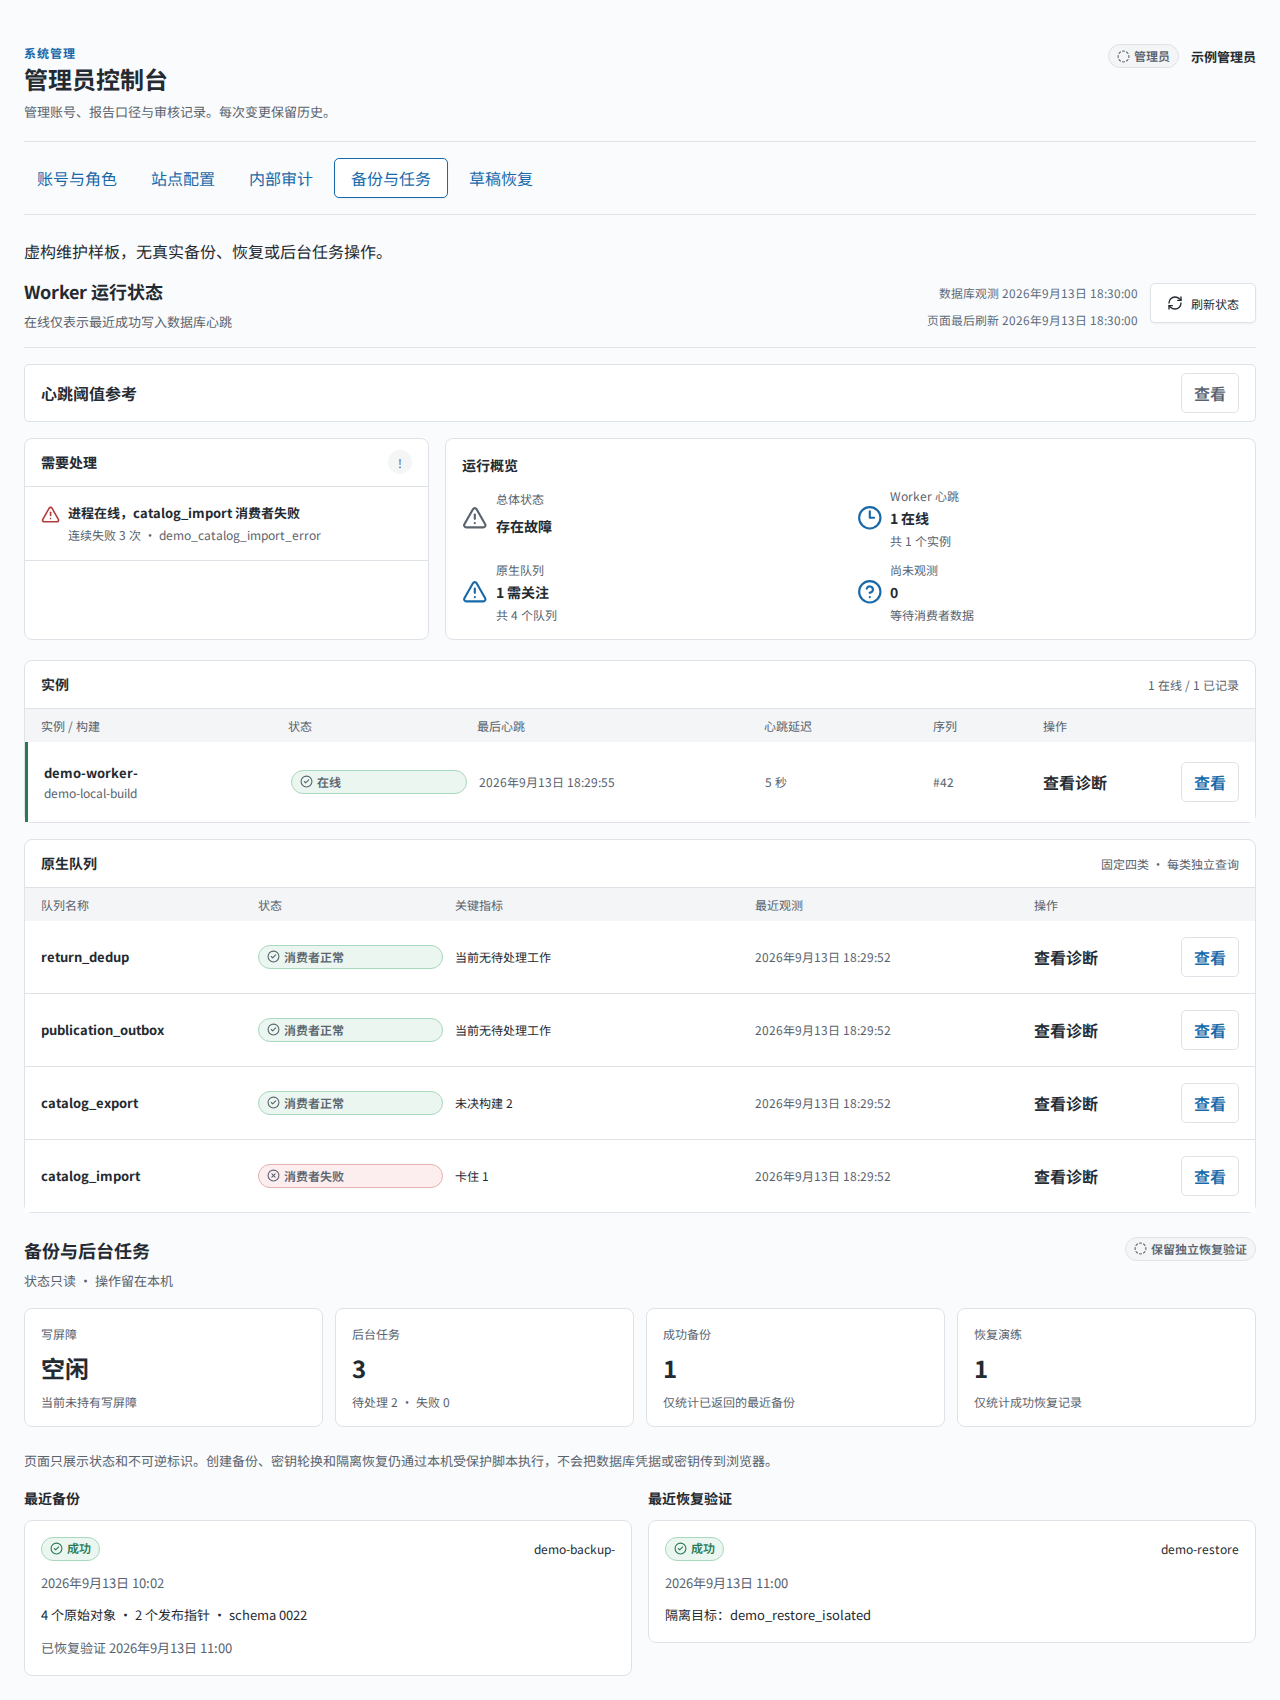 系统管理
管理员控制台
管理账号、报告口径与审核记录。每次变更保留历史。
管理员 示例管理员
账号与角色 站点配置 内部审计 备份与任务 草稿恢复
虚构维护样板，无真实备份、恢复或后台任务操作。
Worker 运行状态
在线仅表示最近成功写入数据库心跳
数据库观测 2026年9月13日 18:30:00
页面最后刷新 2026年9月13日 18:30:00
刷新状态
心跳阈值参考 查看
需要处理 !
进程在线，catalog_import 消费者失败
连续失败 3 次 · demo_catalog_import_error
运行概览
总体状态
存在故障
Worker 心跳
1 在线
共 1 个实例
原生队列
1 需关注
共 4 个队列
尚未观测
0
等待消费者数据
实例 1 在线 / 1 已记录
实例 / 构建 状态 最后心跳 心跳延迟 序列 操作
demo-worker-
demo-local-build
在线 2026年9月13日 18:29:55 5 秒 #42 查看诊断 查看
原生队列 固定四类 · 每类独立查询
队列名称 状态 关键指标 最近观测 操作
return_dedup 消费者正常 当前无待处理工作 2026年9月13日 18:29:52 查看诊断 查看
publication_outbox 消费者正常 当前无待处理工作 2026年9月13日 18:29:52 查看诊断 查看
catalog_export 消费者正常 未决构建 2 2026年9月13日 18:29:52 查看诊断 查看
catalog_import 消费者失败 卡住 1 2026年9月13日 18:29:52 查看诊断 查看
备份与后台任务 保留独立恢复验证
状态只读 · 操作留在本机
写屏障
空闲
当前未持有写屏障
后台任务
3
待处理 2 · 失败 0
成功备份
1
仅统计已返回的最近备份
恢复演练
1
仅统计成功恢复记录
页面只展示状态和不可逆标识。创建备份、密钥轮换和隔离恢复仍通过本机受保护脚本执行，不会把数据库凭据或密钥传到浏览器。
最近备份
成功 demo-backup-
2026年9月13日 10:02
4 个原始对象 · 2 个发布指针 · schema 0022
已恢复验证 2026年9月13日 11:00
最近恢复验证
成功 demo-restore
2026年9月13日 11:00
隔离目标：demo_restore_isolated